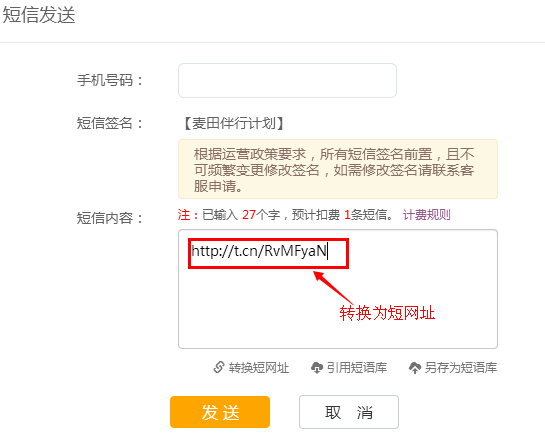 短信发送
手机号码：
短信签名： 【麦田伴行计划】
根据运营政策要求，所有短信签名前置，且不
可频繁变更修改签名，如需修改签名请联系客
服申请。
短信内容： 注：已输入 27个字，预计扣费 1条短信。 计费规则
http://t.cn/RvMFyaN
转换为短网址
转换短网址 引用短语库 另存为短语库
发 送 取 消